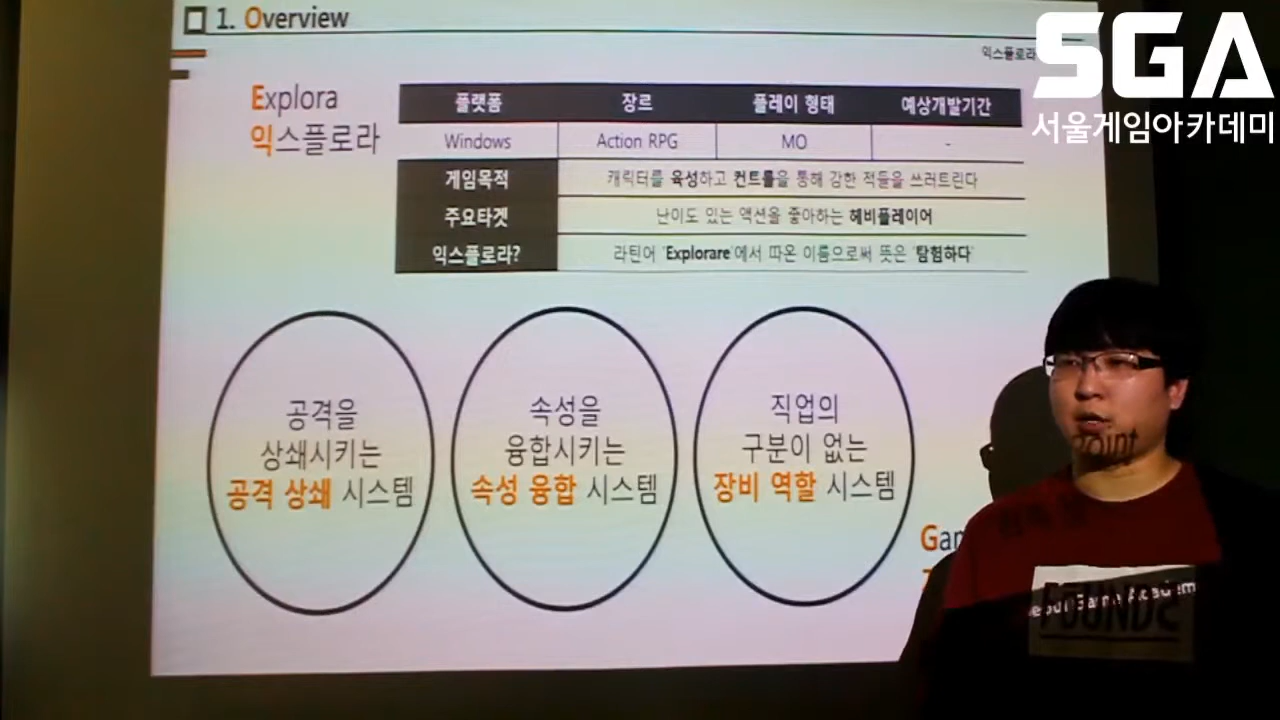 1. Overview
익스플로라
SGA
서울게임아카데미
Explora
익스플로라
플랫폼 장르 플레이 형태 예상개발기간
Windows Action RPG MO -
게임목적 캐릭터를 육성하고 컨트롤을 통해 강한 적들을 쓰러트린다
주요타겟 난이도 있는 액션을 좋아하는 헤비플레이어
익스플로라? 라틴어 'Explorare'에서 따온 이름으로써 뜻은 '탐험하다'
공격을
상쇄시키는
공격 상쇄 시스템
속성을
융합시키는
속성 융합 시스템
직업의
구분이 없는
장비 역할 시스템
Point
Gam
Seoul Game Academ
FOUNDZ